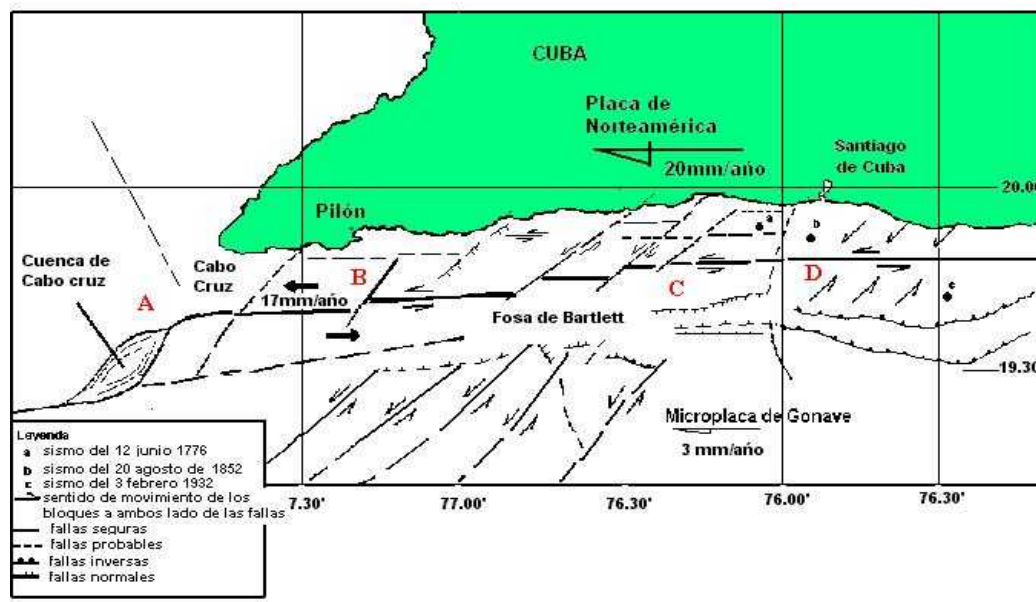 CUBA
Placa de
Norteamérica
20mm/año
Santiago
de Cuba
20.00
Pilón
a
b
Cuenca de
Cabo cruz
Cabo
Cruz
A
B
17mm/año
C
D
c
Fosa de Bartlett
19.30
Microplaca de Gonave
3 mm/año
7.30'
77.00'
76.30'
76.00'
76.30'
Leyenda
a sismo del 12 junio 1776
b sismo del 20 agosto de 1852
c sismo del 3 febrero 1932
sentido de movimiento de los
bloques a ambos lado de las fallas
fallas seguras
fallas probables
fallas inversas
fallas normales